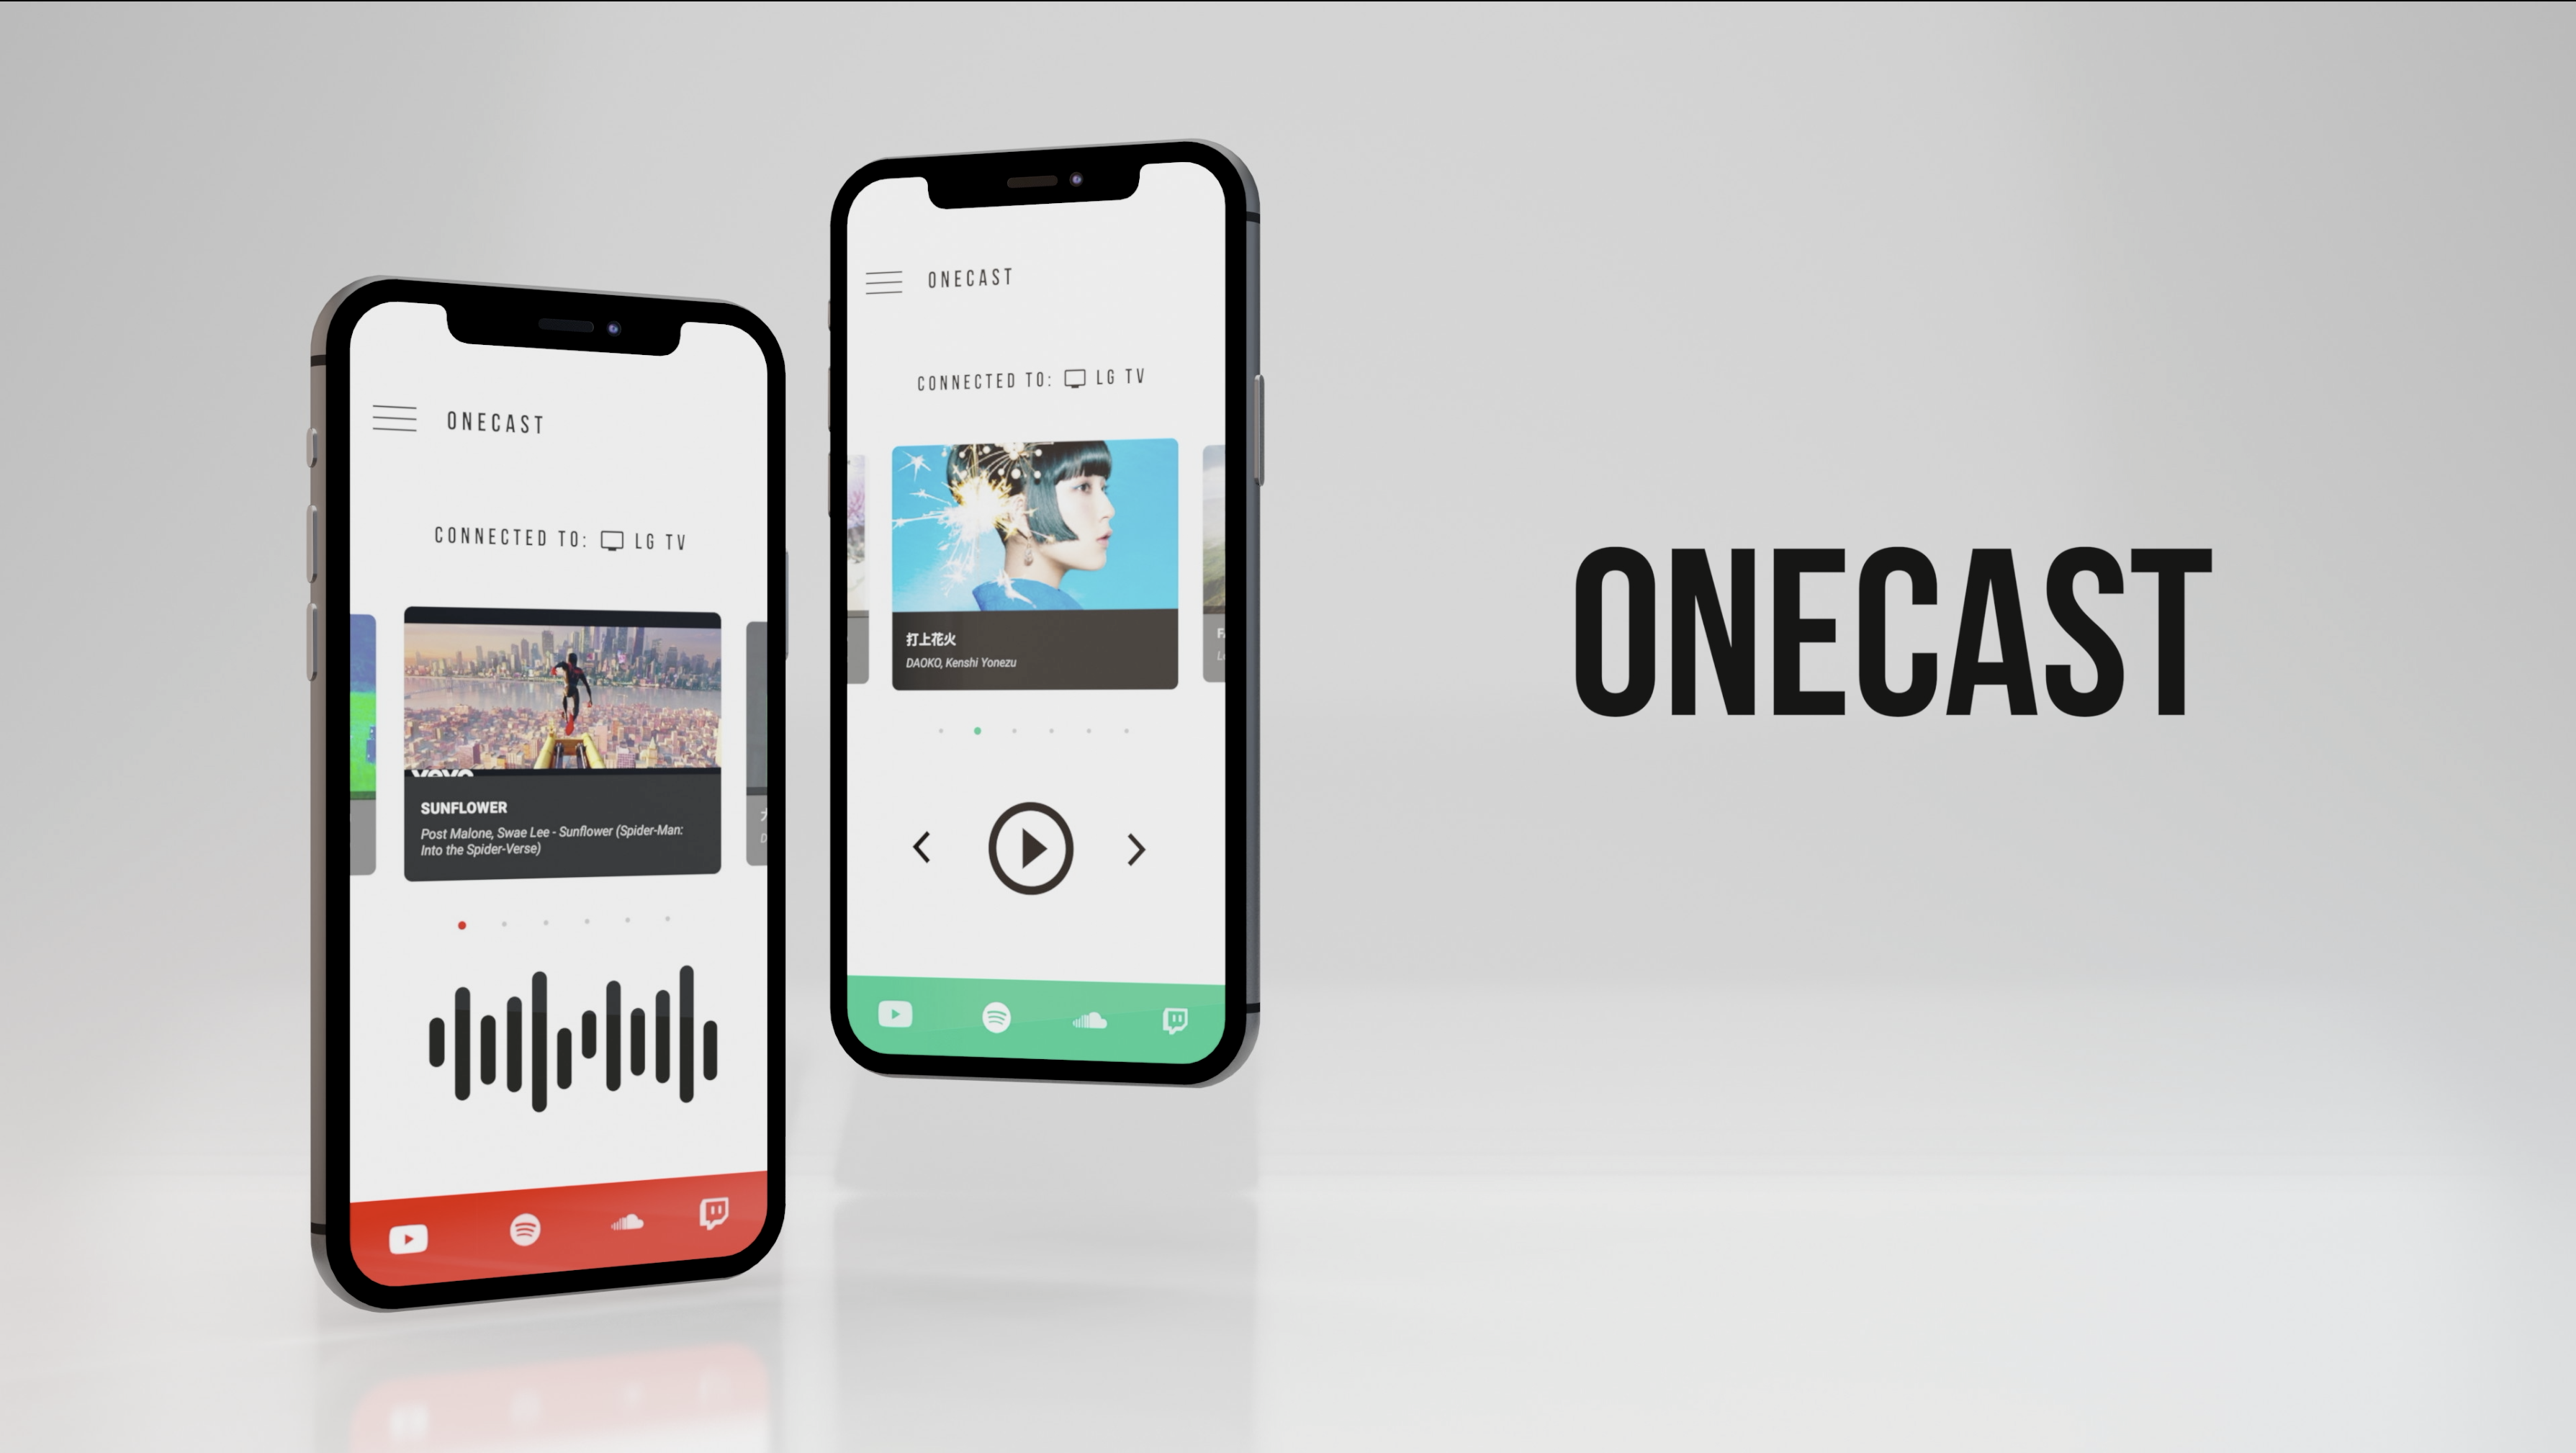 ONECAST
CONNECTED TO: LG TV
vevo
SUNFLOWER
Post Malone, Swae Lee - Sunflower (Spider-Man:
Into the Spider-Verse)
ONECAST
CONNECTED TO: LG TV
打上花火
DAOKO, Kenshi Yonezu
ONECAST